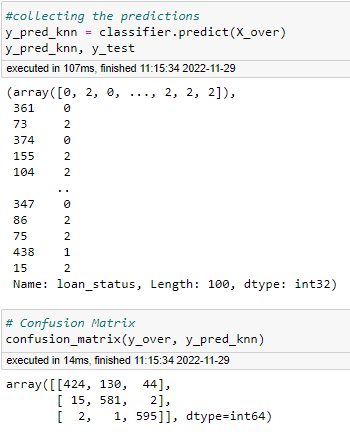 #collecting the predictions
y_pred_knn = classifier.predict(X_over)
y_pred_knn, y_test
executed in 107ms, finished 11:15:34 2022-11-29
(array([0, 2, 0, ..., 2, 2, 2]),
361    0
73     2
374    0
155    2
104    2
..
347    0
86     2
75     2
438    1
15     2
Name: loan_status, Length: 100, dtype: int32)
# Confusion Matrix
confusion_matrix(y_over, y_pred_knn)
executed in 14ms, finished 11:15:34 2022-11-29
array([[424, 130,  44],
[ 15, 581,   2],
[  2,   1, 595]], dtype=int64)